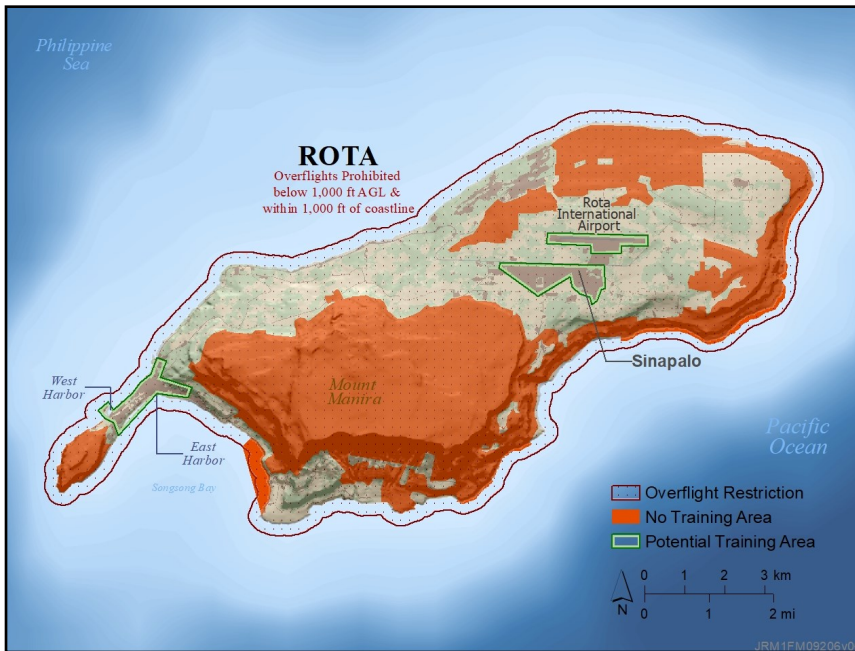 Philippine
Sea
ROTA
Overflights Prohibited
below 1,000 ft AGL &
within 1,000 ft of coastline
Rota
International
Airport
Sinapalo
West
Harbor
Mount
Manira
East
Harbor
Songsong Bay
Pacific
Ocean
Overflight Restriction
No Training Area
Potential Training Area
N
0 1 2 3 km
0 1 2 mi
JRM1FM09206v0